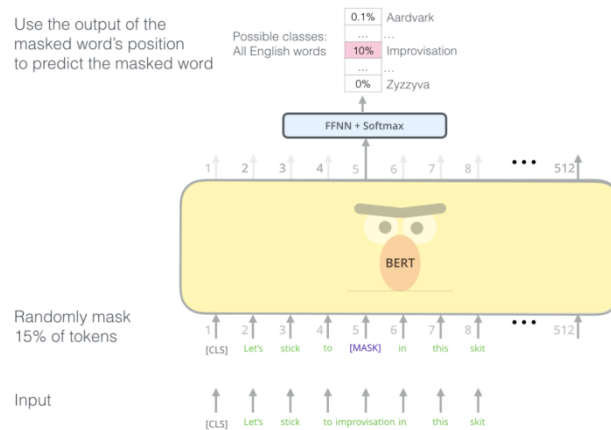 Use the output of the
masked word's position
to predict the masked word
Possible classes:
All English words
0.1% Aardvark
... ...
10% Improvisation
... ...
0% Zyzzyva
FFNN + Softmax
1 2 3 4 5 6 7 8 ••• 512
BERT
Randomly mask
15% of tokens
1 2 3 4 5 6 7 8 ••• 512
[CLS] Let's stick to [MASK] in this skit
Input
[CLS] Let's stick to improvisation in this skit